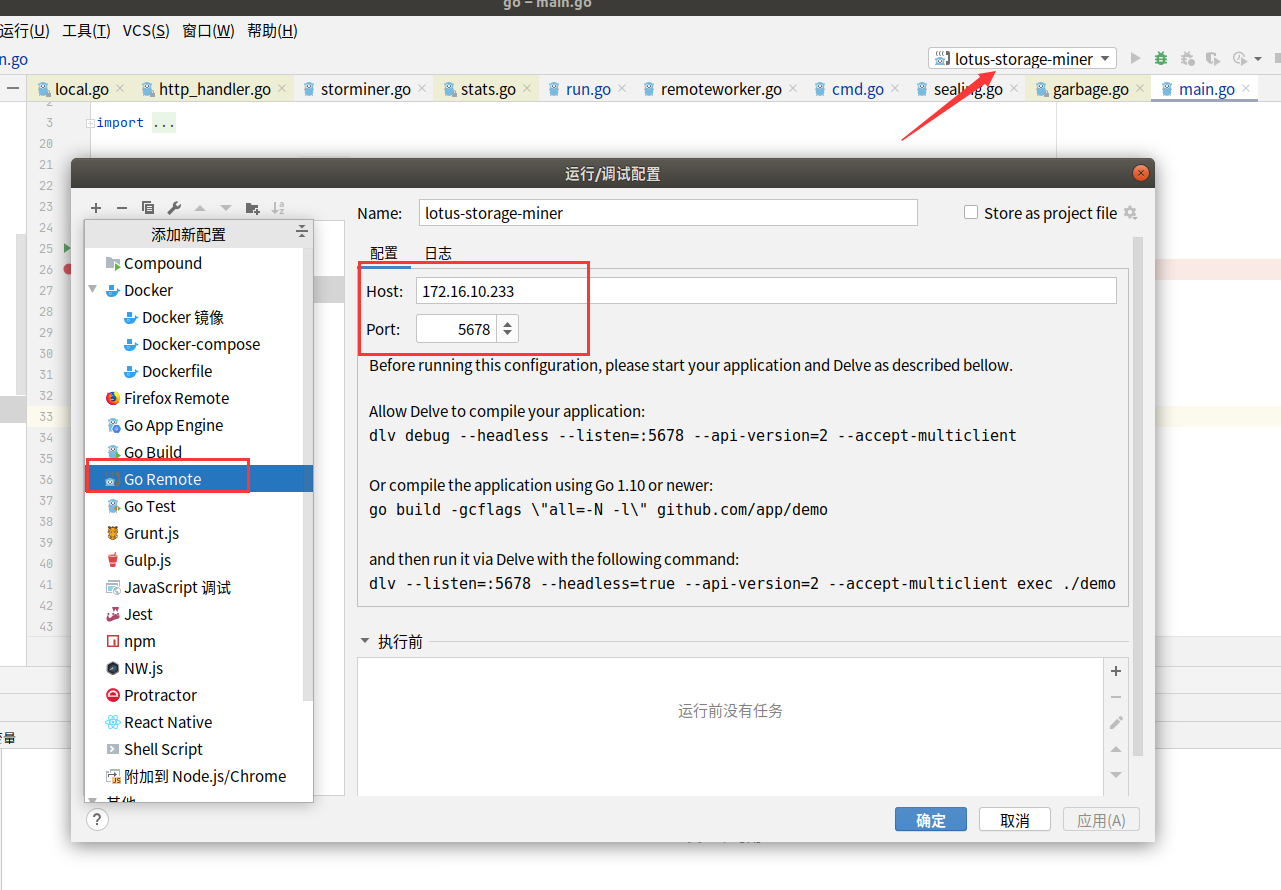 go – main.go
运行(U) 工具(T) VCS(S) 窗口(W) 帮助(H)
n.go
lotus-storage-miner
local.go http_handler.go storminer.go stats.go run.go remoteworker.go cmd.go sealing.go garbage.go main.go
2
3 import ...
20
21
22
23
24
25
26
27
28
29
30
31
32
33
34
35
36
37
38
39
40
41
42
43
变量
运行/调试配置
添加新配置
Compound
Docker
Docker 镜像
Docker-compose
Dockerfile
Firefox Remote
Go App Engine
Go Build
Go Remote
Go Test
Grunt.js
Gulp.js
JavaScript 调试
Jest
npm
NW.js
Protractor
React Native
Shell Script
附加到 Node.js/Chrome
其他
?
Name: lotus-storage-miner
Store as project file
配置 日志
Host: 172.16.10.233
Port: 5678
Before running this configuration, please start your application and Delve as described bellow.
Allow Delve to compile your application:
dlv debug --headless --listen=:5678 --api-version=2 --accept-multiclient
Or compile the application using Go 1.10 or newer:
go build -gcflags \"all=-N -l\" github.com/app/demo
and then run it via Delve with the following command:
dlv --listen=:5678 --headless=true --api-version=2 --accept-multiclient exec ./demo
执行前
运行前没有任务
确定 取消 应用(A)